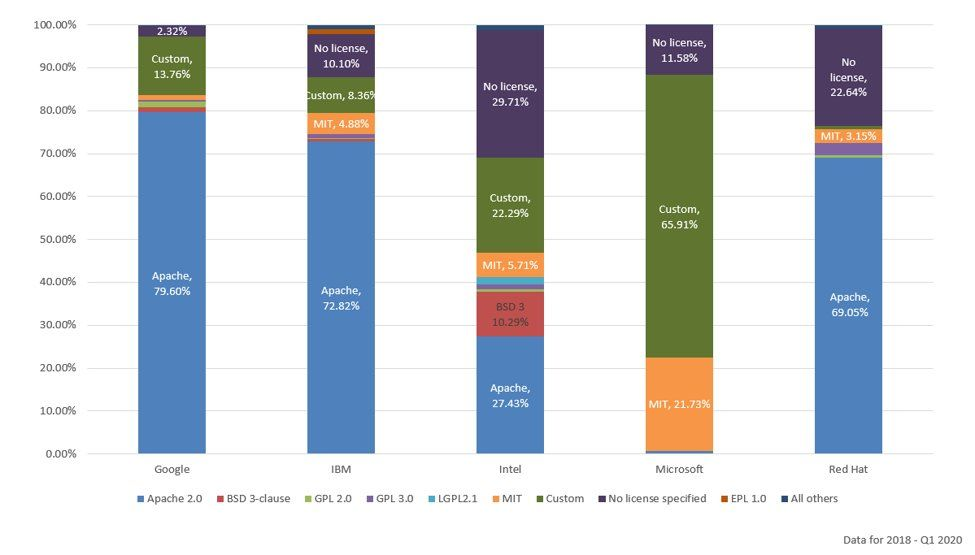 100.00%
90.00%
80.00%
70.00%
60.00%
50.00%
40.00%
30.00%
20.00%
10.00%
0.00%
2.32%
Custom,
13.76%
Apache,
79.60%
No license,
10.10%
Custom, 8.36%
MIT, 4.88%
Apache,
72.82%
No license,
29.71%
Custom,
22.29%
MIT, 5.71%
BSD 3
10.29%
Apache,
27.43%
No license,
11.58%
Custom,
65.91%
MIT, 21.73%
No
license,
22.64%
MIT, 3.15%
Apache,
69.05%
Google IBM Intel Microsoft Red Hat
Apache 2.0 BSD 3-clause GPL 2.0 GPL 3.0 LGPL2.1 MIT Custom No license specified EPL 1.0 All others
Data for 2018 - Q1 2020